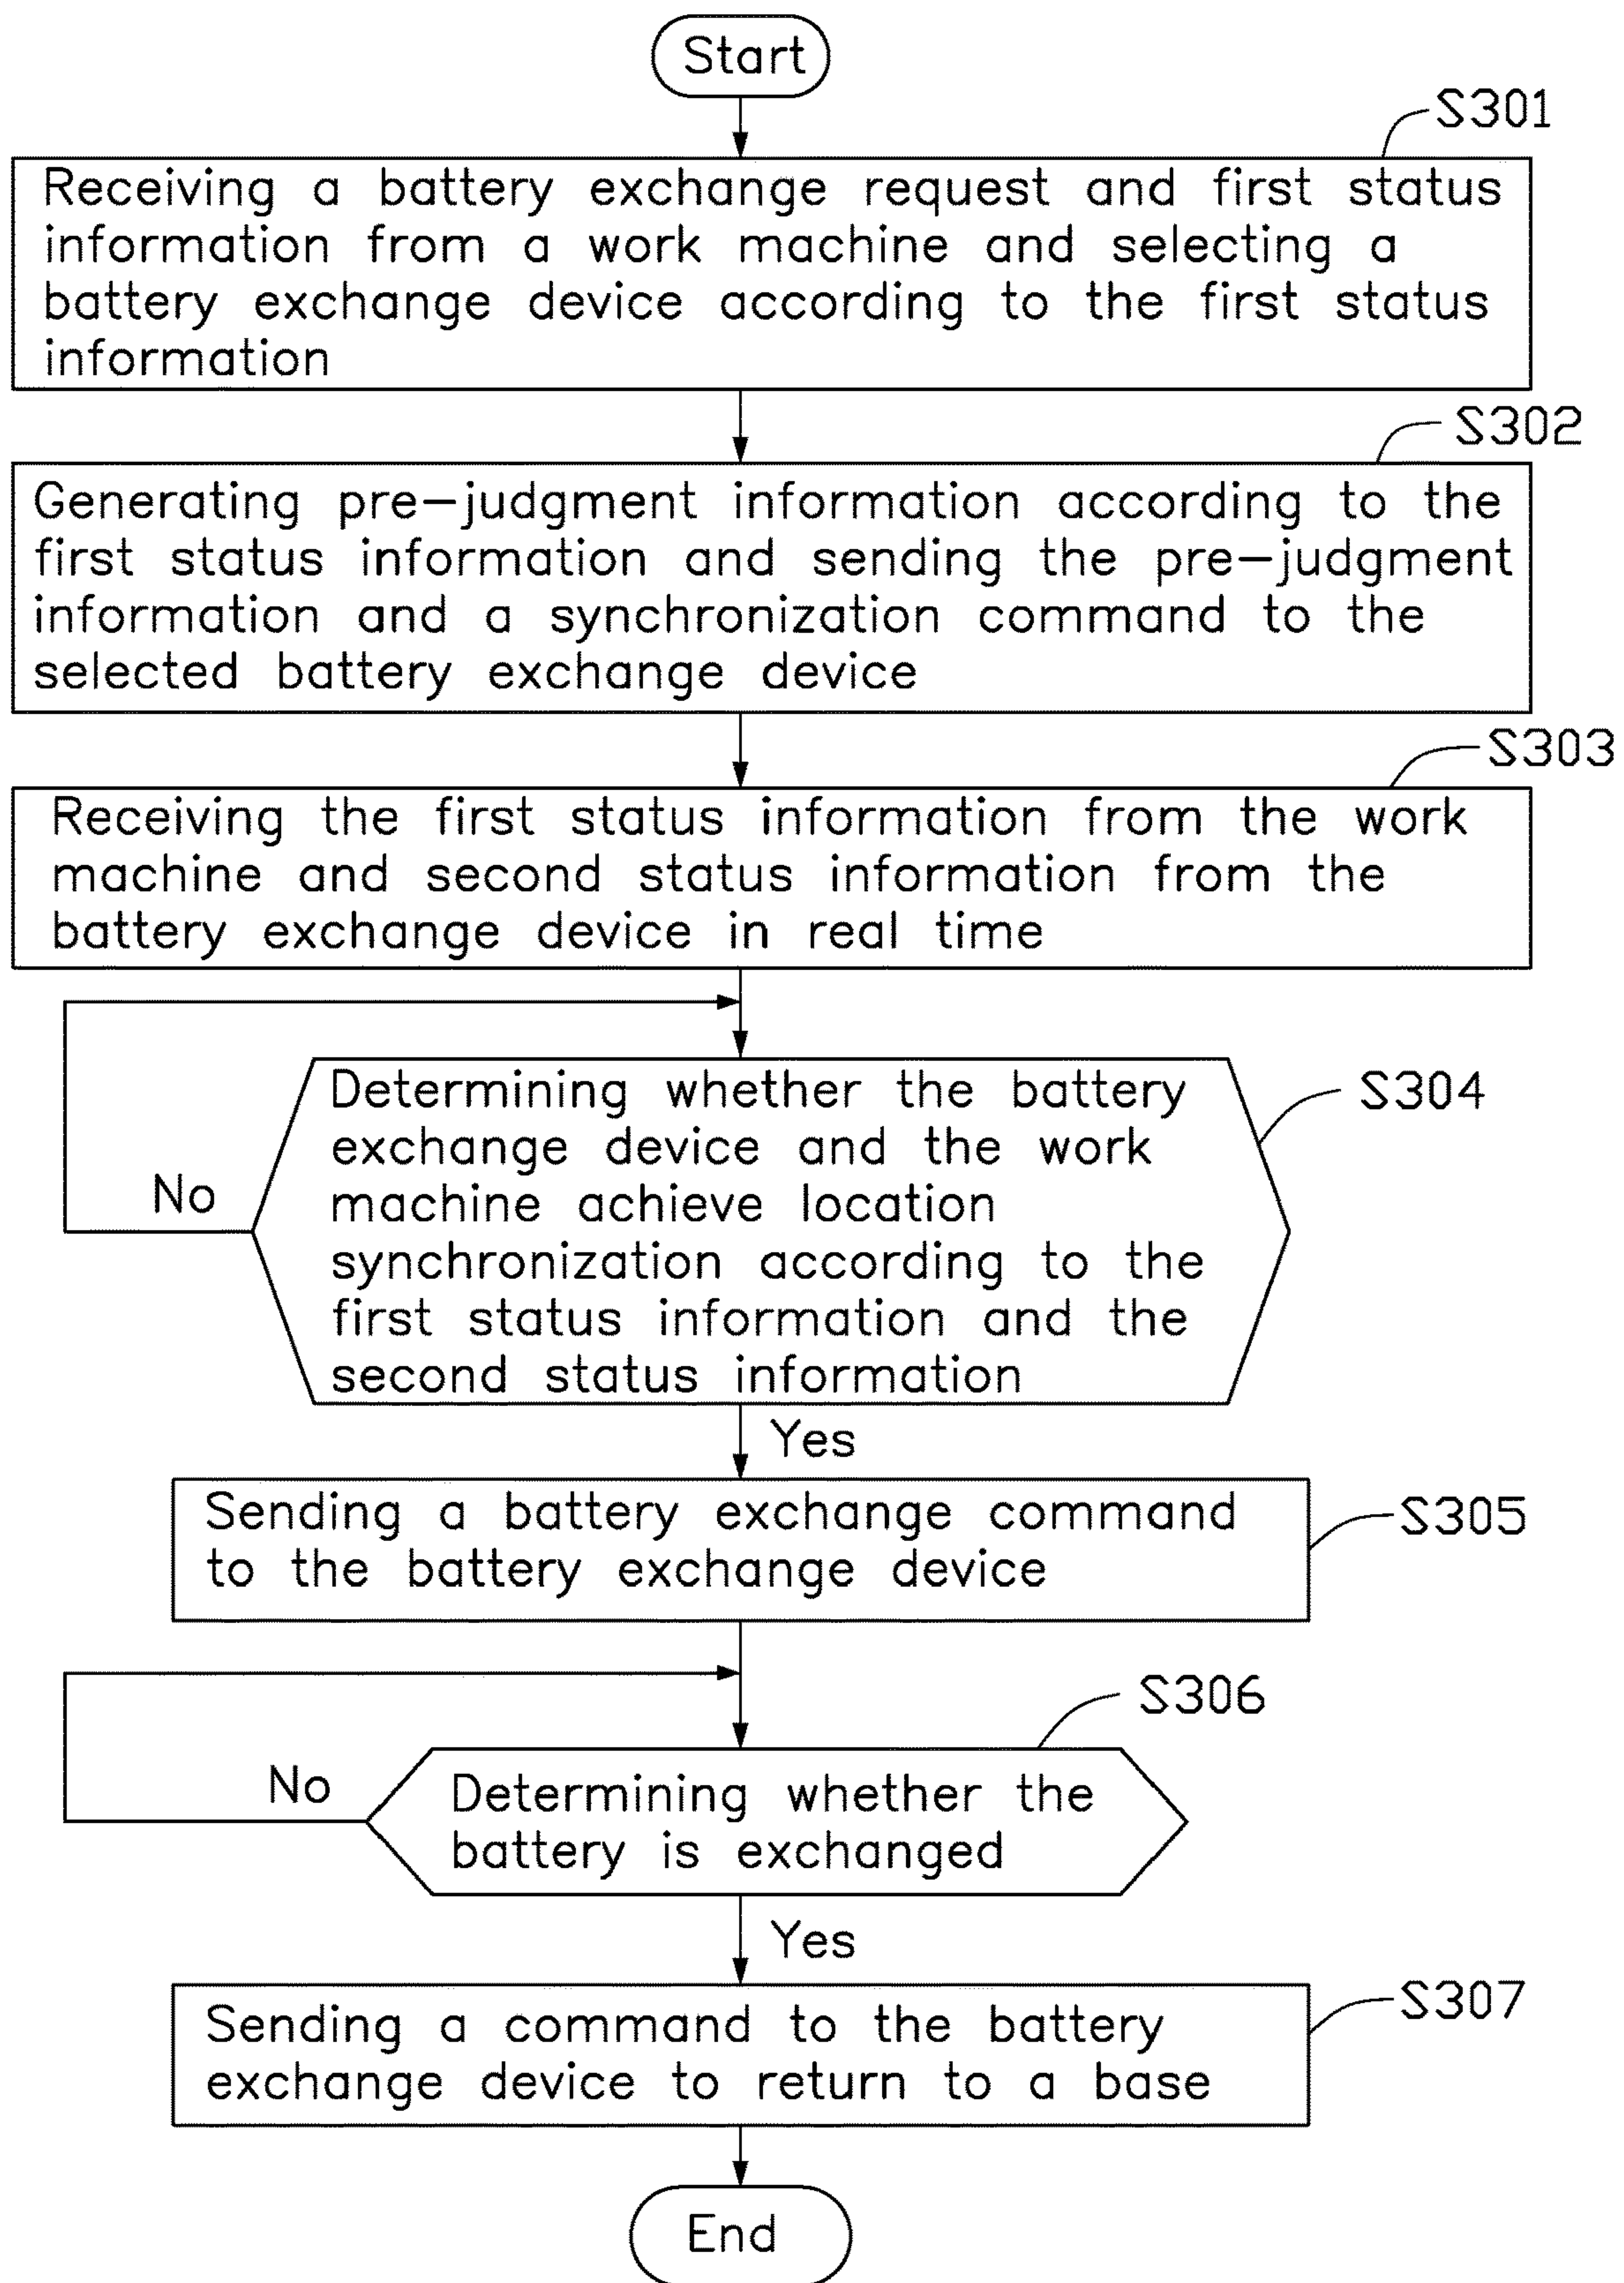 Start
S301
Receiving a battery exchange request and first status
information from a work machine and selecting a
battery exchange device according to the first status
information
S302
Generating pre-judgment information according to the
first status information and sending the pre-judgment
information and a synchronization command to the
selected battery exchange device
S303
Receiving the first status information from the work
machine and second status information from the
battery exchange device in real time
Determining whether the battery
exchange device and the work
machine achieve location
synchronization according to the
first status information and the
second status information
S304
No
Yes
Sending a battery exchange command
to the battery exchange device
S305
S306
No
Determining whether the
battery is exchanged
Yes
Sending a command to the battery
exchange device to return to a base
S307
End